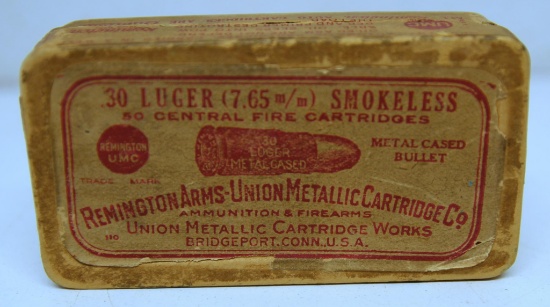 .30 LUGER (7.65 m/m) SMOKELESS
50 CENTRAL FIRE CARTRIDGES
REMINGTON
UMC
TRADE MARK
.30
LUGER
METAL CASED
METAL CASED
BULLET
REMINGTON ARMS-UNION METALLIC CARTRIDGE CO
AMMUNITION & FIREARMS
UNION METALLIC CARTRIDGE WORKS
BRIDGEPORT, CONN., U.S.A.